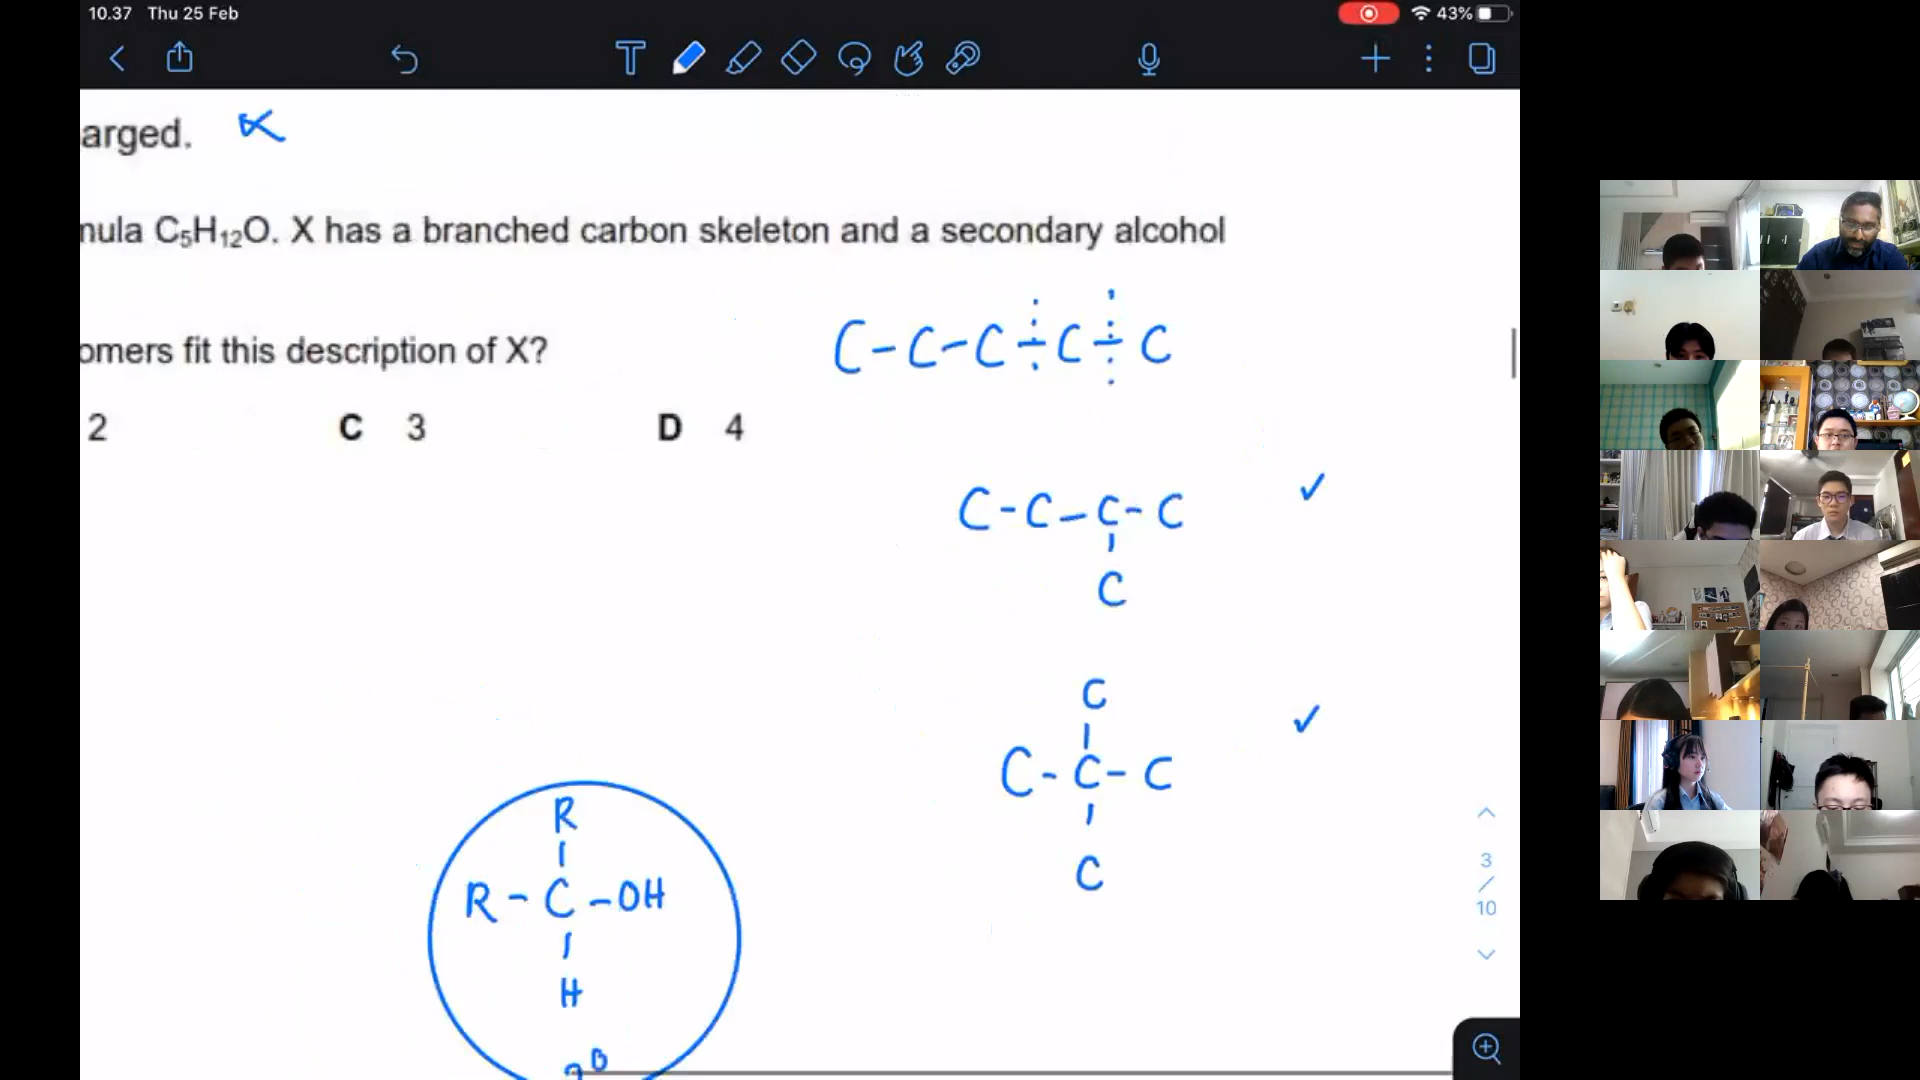 10.37 Thu 25 Feb
43%
arged.
mula C₅H₁₂O. X has a branched carbon skeleton and a secondary alcohol
omers fit this description of X?
2 C 3 D 4
C-C-C-C-C
C-C-C-C ✓
C
C ✓
C-C-C
C
R
R-C-OH
H
3
/
10